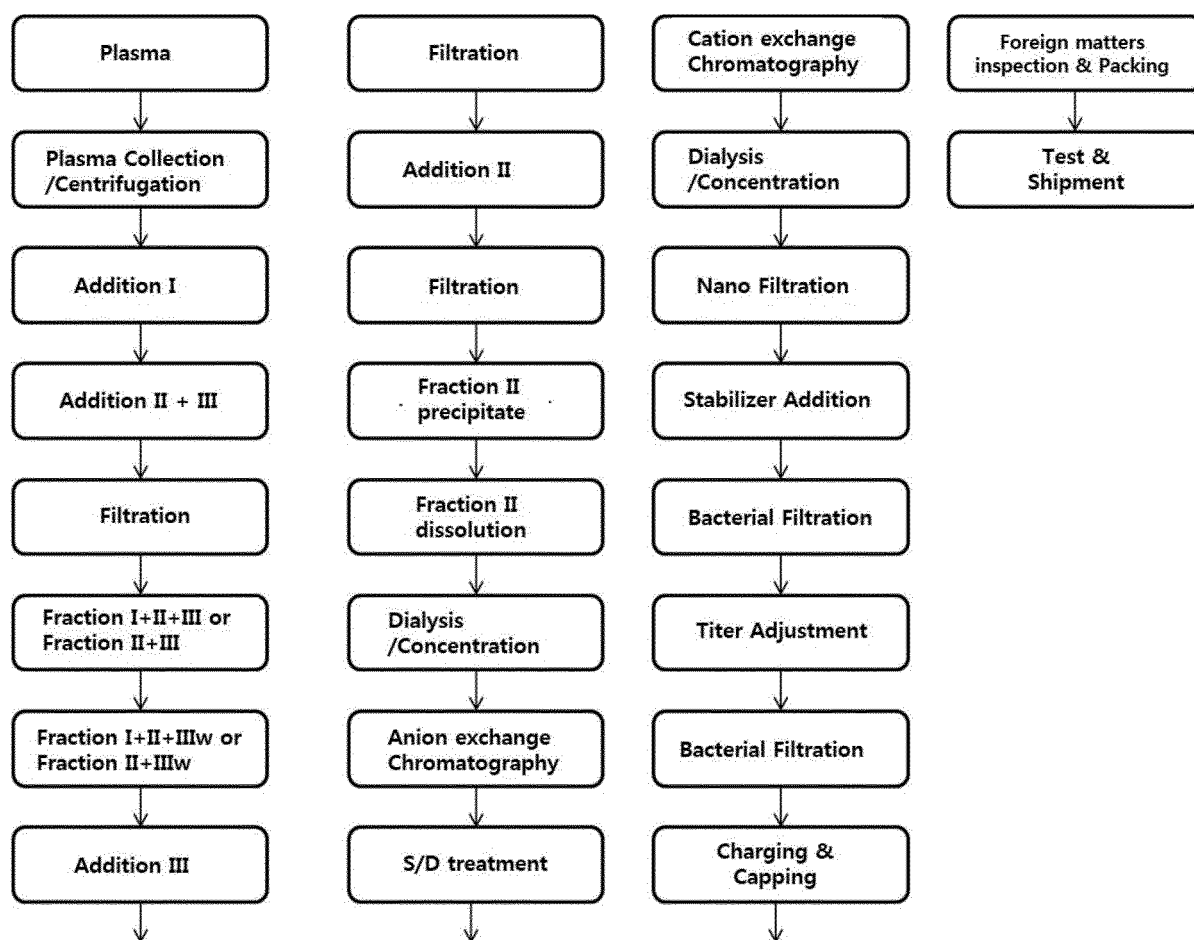 Plasma
Plasma Collection
/Centrifugation
Addition I
Addition II + III
Filtration
Fraction I+II+III or
Fraction II+III
Fraction I+II+IIIw or
Fraction II+IIIw
Addition III
Filtration
Addition II
Filtration
Fraction II
precipitate
Fraction II
dissolution
Dialysis
/Concentration
Anion exchange
Chromatography
S/D treatment
Cation exchange
Chromatography
Dialysis
/Concentration
Nano Filtration
Stabilizer Addition
Bacterial Filtration
Titer Adjustment
Bacterial Filtration
Charging &
Capping
Foreign matters
inspection & Packing
Test &
Shipment